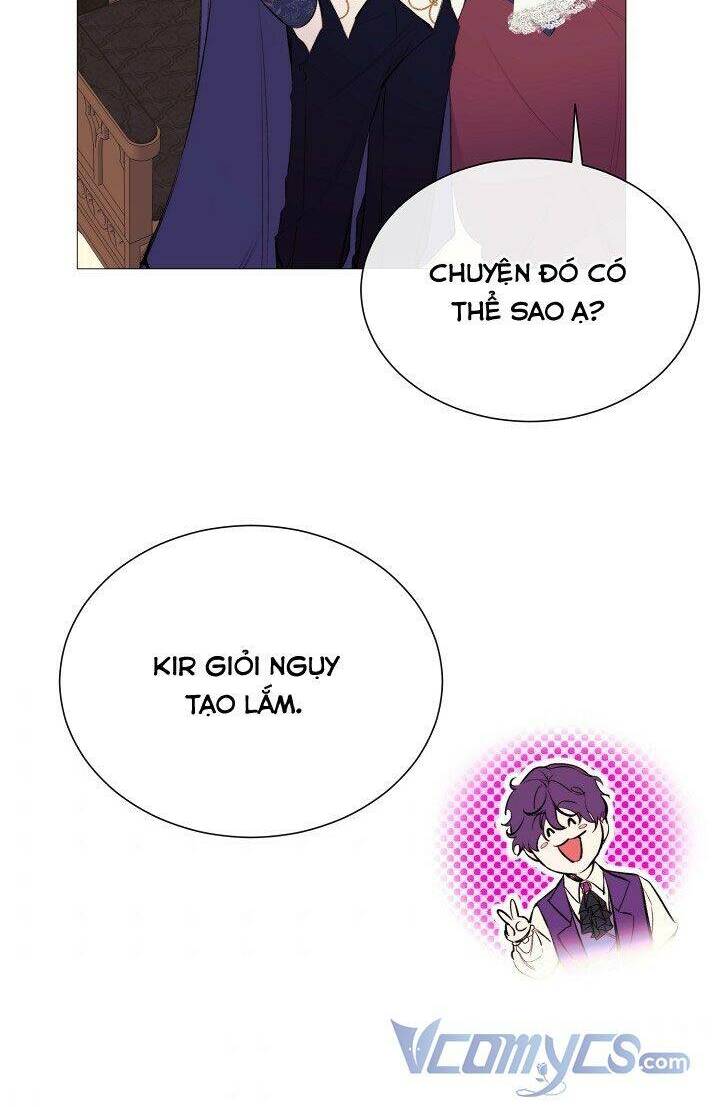 CHUYỆN ĐÓ CÓ
THỂ SAO Ạ?
KIR GIỎI NGỤY
TẠO LẮM.
VCOMYCS.com